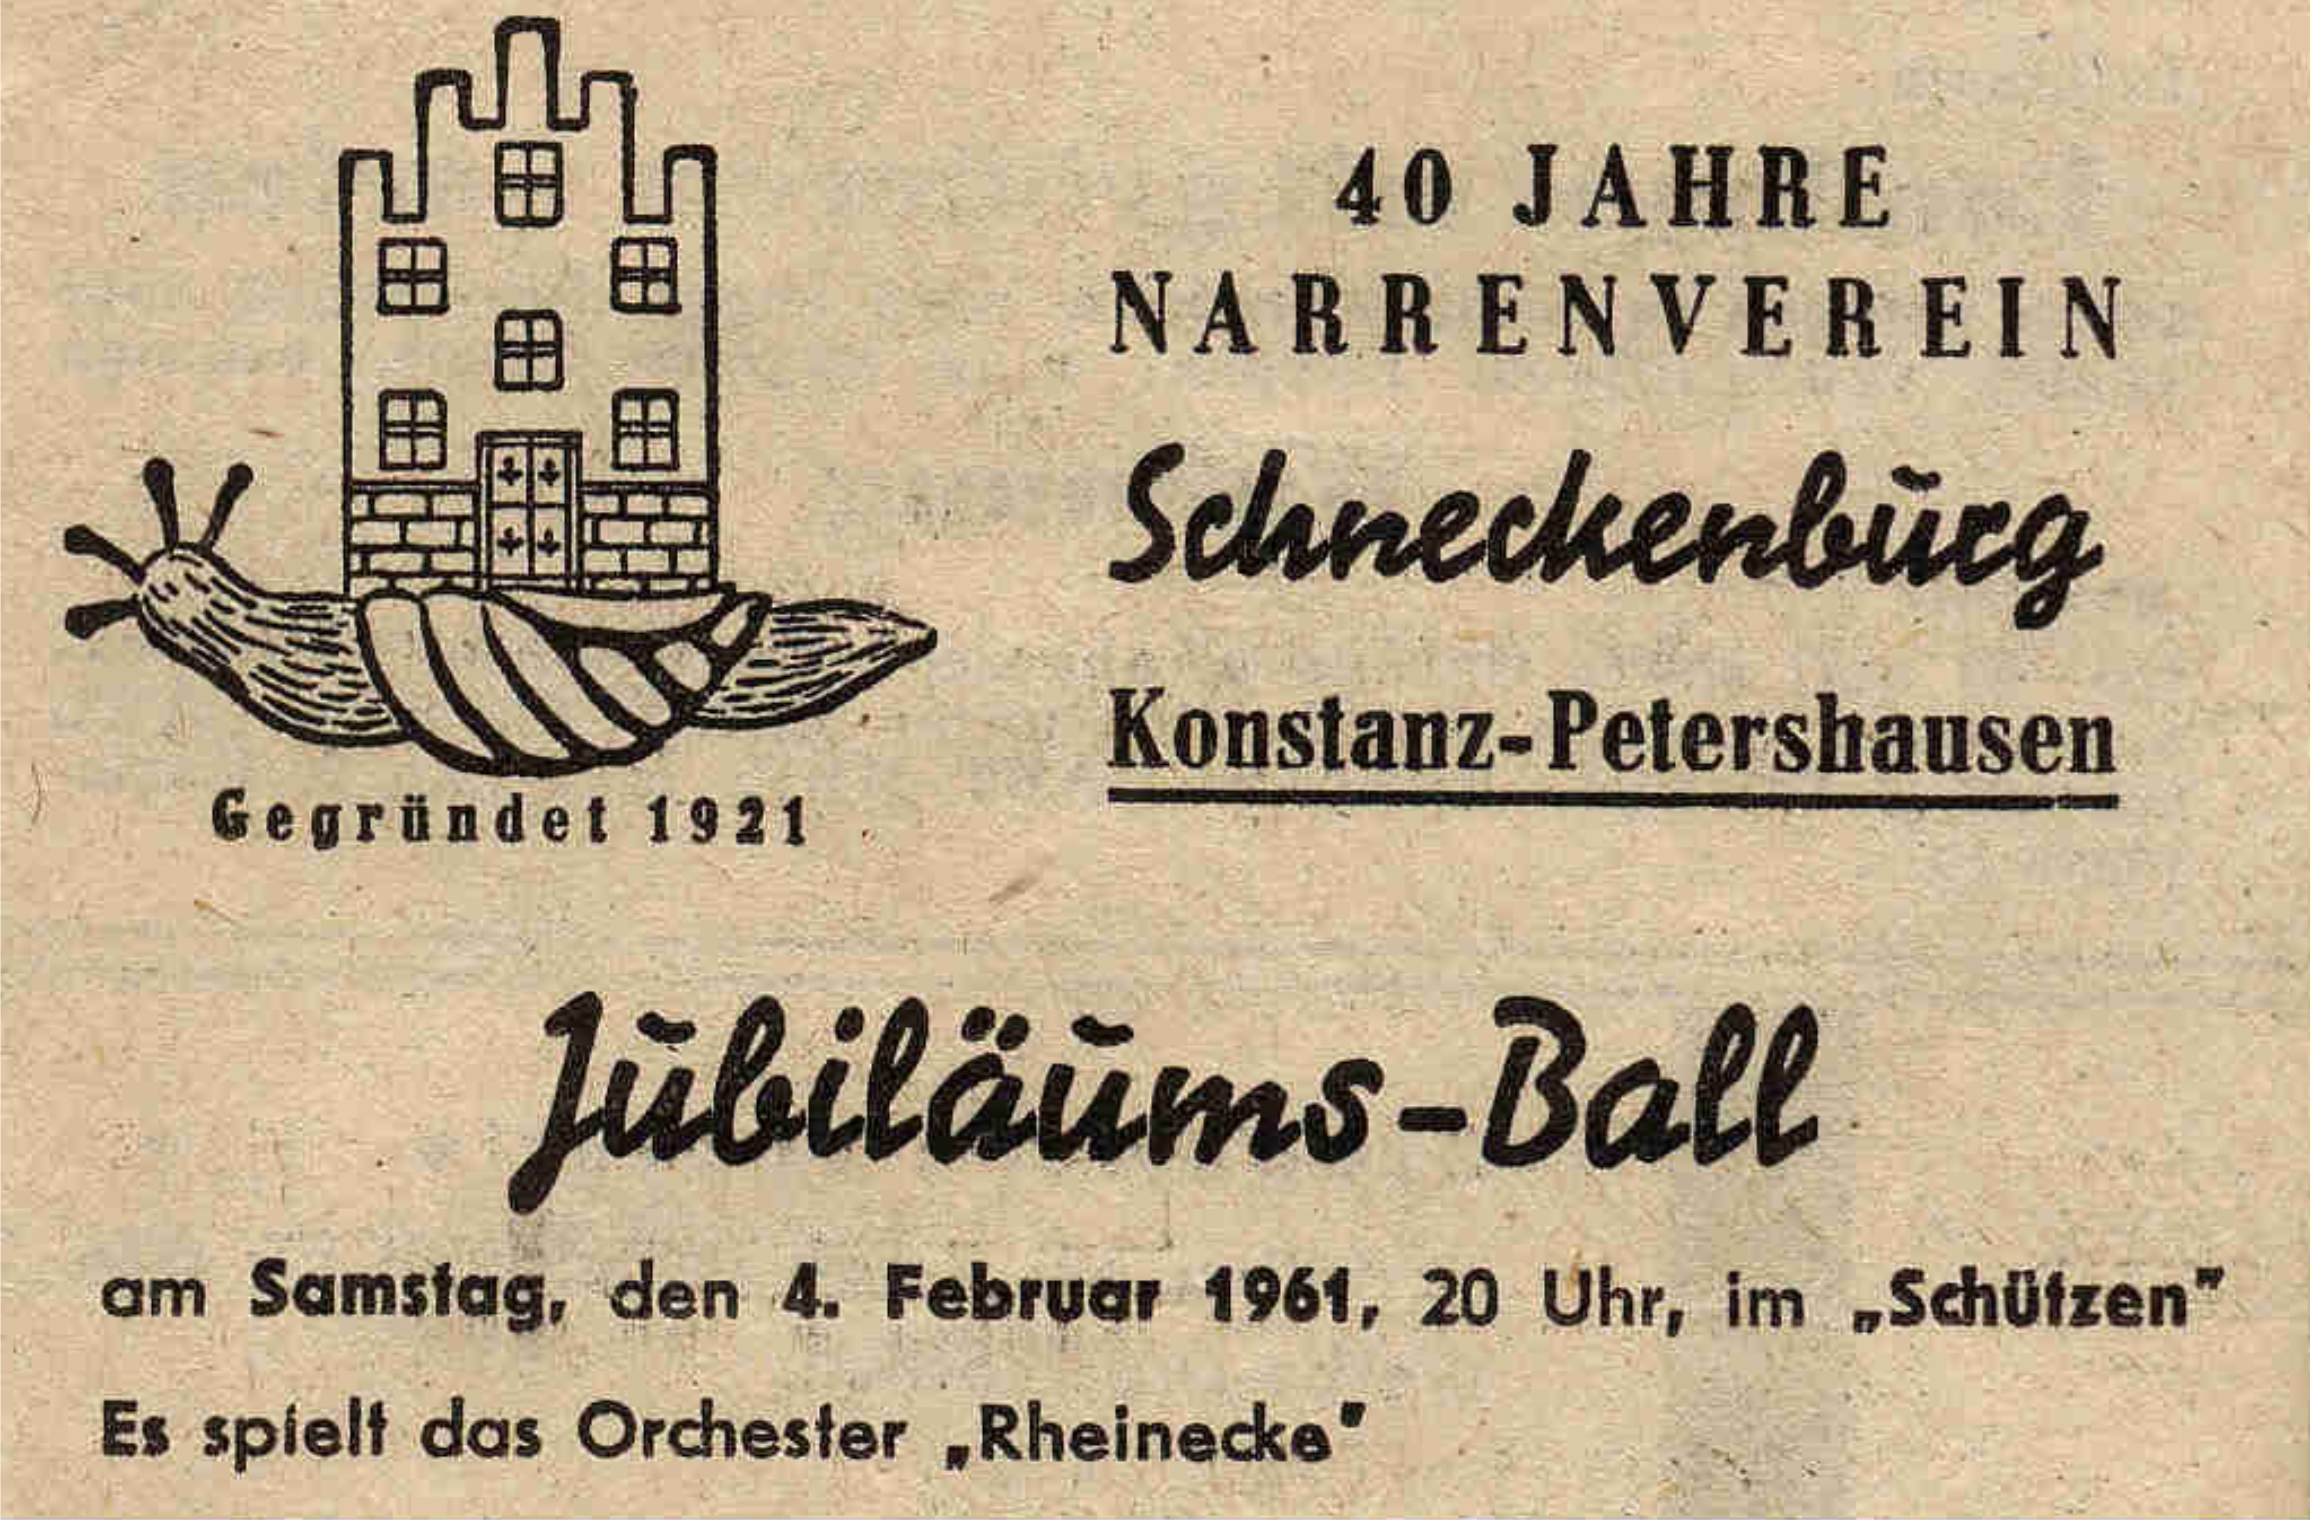 40 JAHRE
NARRENVEREIN
Schneckenburg
Konstanz-Petershausen
Gegründet 1921
Jubiläums-Ball
am Samstag, den 4. Februar 1961, 20 Uhr, im „Schützen"
Es spielt das Orchester „Rheinecke"